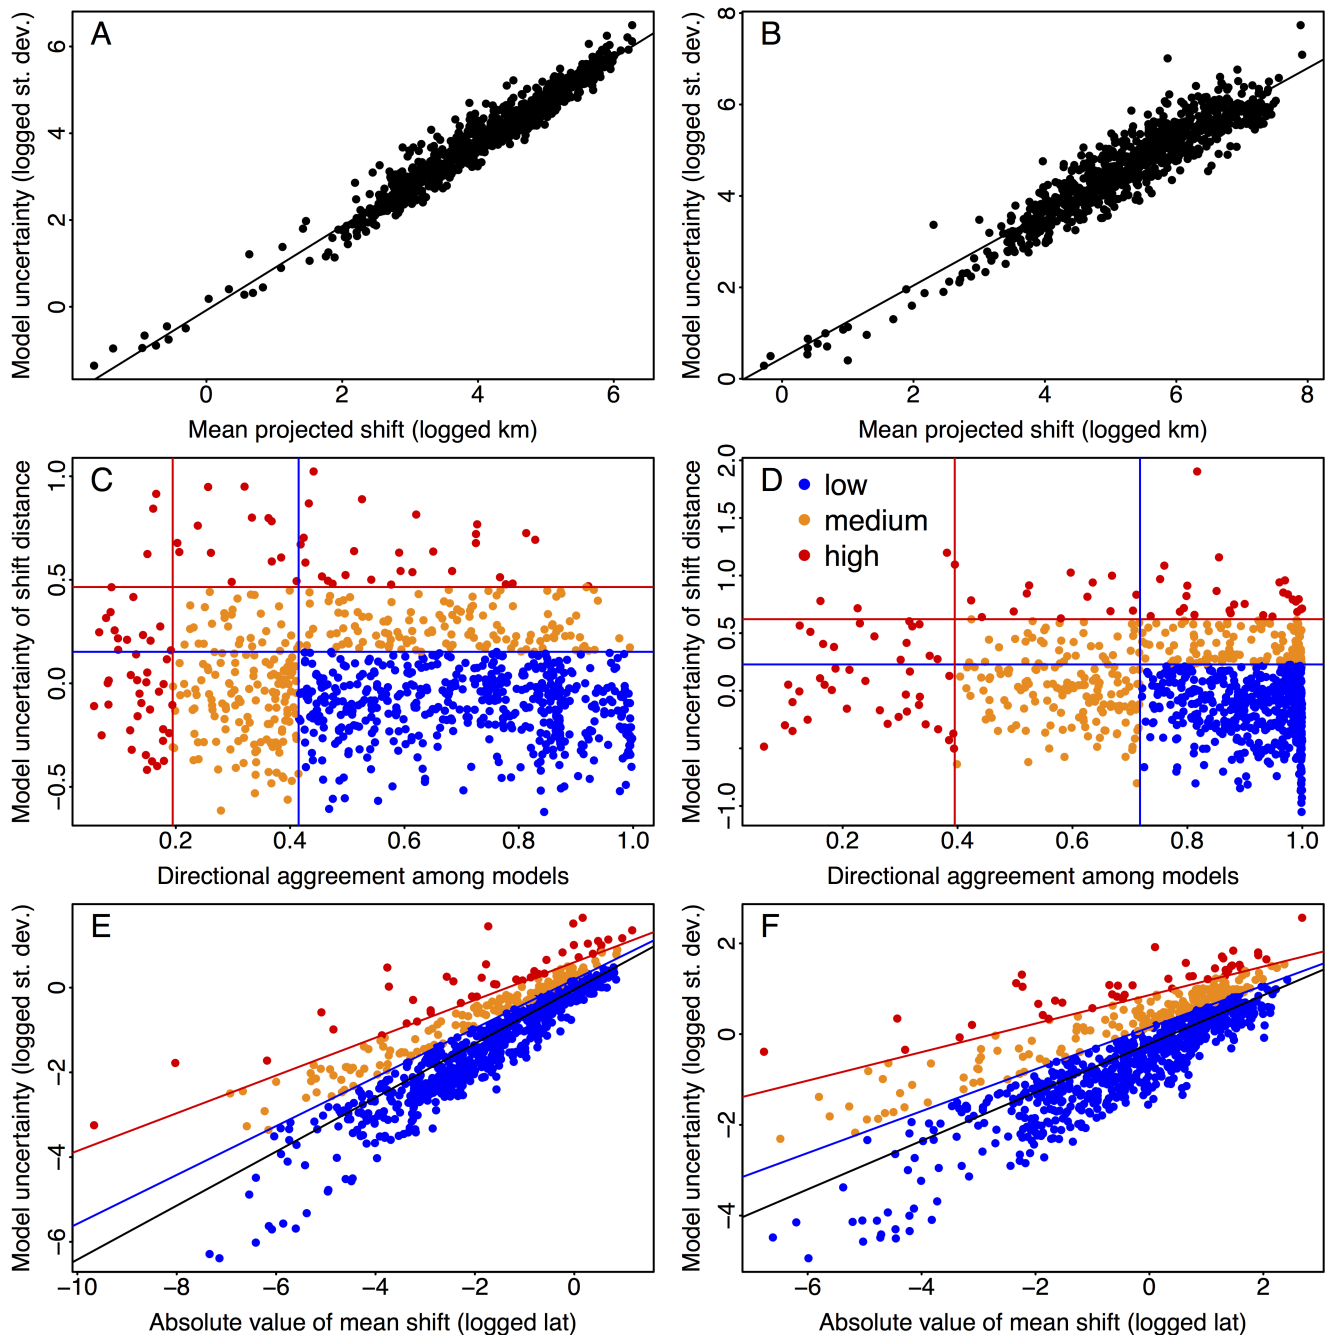 A
Model uncertainty (logged st. dev.)
6
4
2
0
0 2 4 6
Mean projected shift (logged km)
B
Model uncertainty (logged st. dev.)
8
6
4
2
0
0 2 4 6 8
Mean projected shift (logged km)
C
Model uncertainty of shift distance
1.0
0.5
0.0
−0.5
0.2 0.4 0.6 0.8 1.0
Directional aggreement among models
D
low
medium
high
Model uncertainty of shift distance
2.0
1.5
1.0
0.5
0.0
−1.0
0.2 0.4 0.6 0.8 1.0
Directional aggreement among models
E
Model uncertainty (logged st. dev.)
0
−2
−4
−6
−10 −8 −6 −4 −2 0
Absolute value of mean shift (logged lat)
F
Model uncertainty (logged st. dev.)
2
0
−2
−4
−6 −4 −2 0 2
Absolute value of mean shift (logged lat)